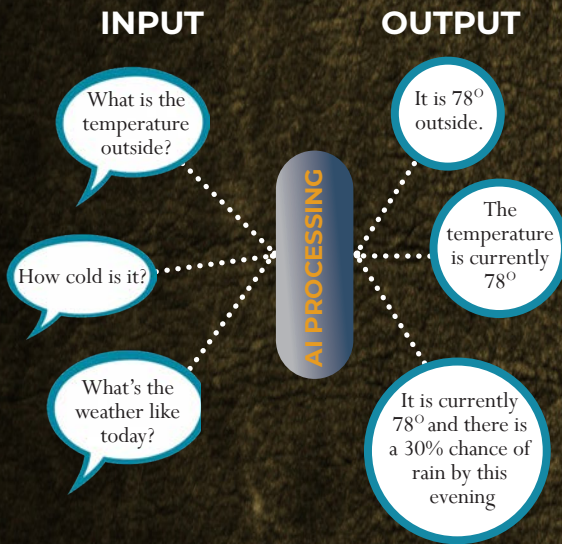 INPUT
OUTPUT
What is the
temperature
outside?
How cold is it?
What's the
weather like
today?
AI PROCESSING
It is 78°
outside.
The
temperature
is currently
78°
It is currently
78° and there is
a 30% chance of
rain by this
evening